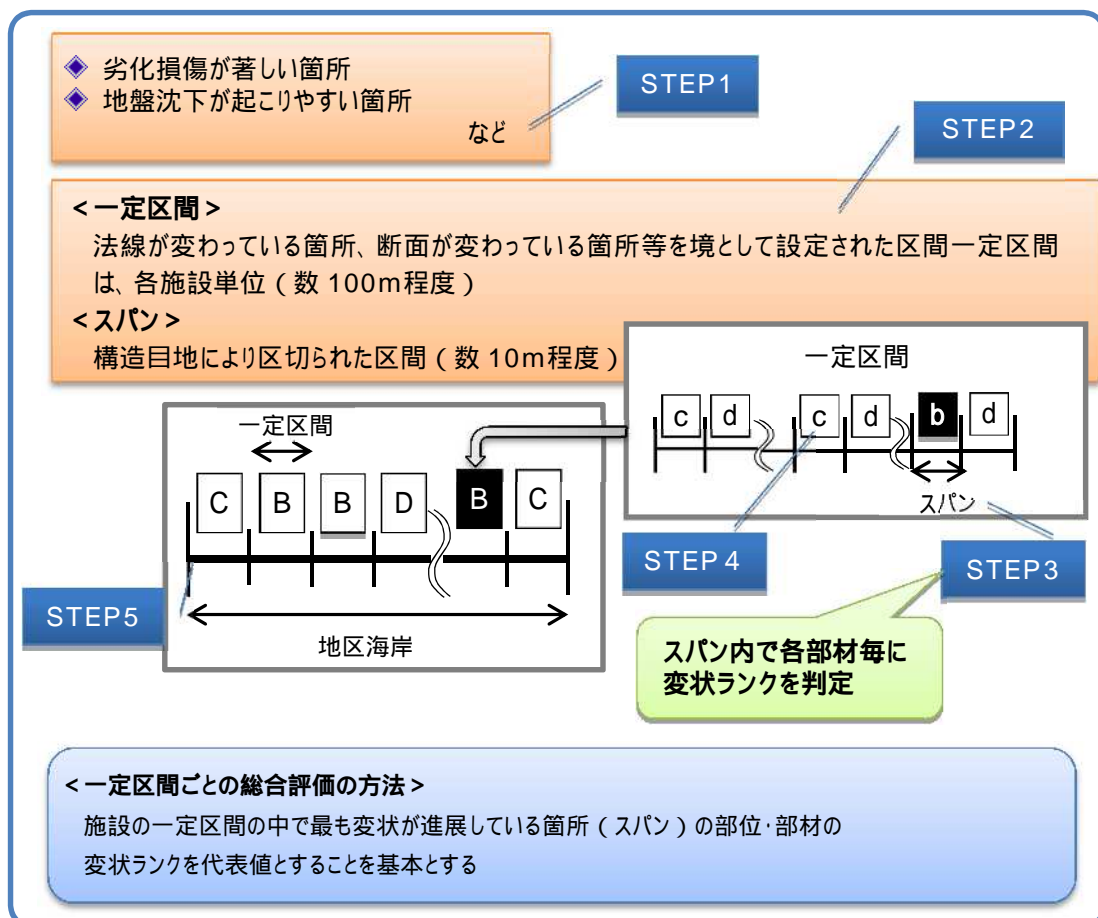 ◆ 劣化損傷が著しい箇所
◆ 地盤沈下が起こりやすい箇所
など
STEP1
STEP2
<一定区間>
法線が変わっている箇所、断面が変わっている箇所等を境として設定された区間一定区間
は、各施設単位(数100m程度)
<スパン>
構造目地により区切られた区間(数10m程度)
一定区間
c d c d b d
スパン
一定区間
C B B D B C
地区海岸
STEP4
STEP3
STEP5
スパン内で各部材毎に
変状ランクを判定
<一定区間ごとの総合評価の方法>
施設の一定区間の中で最も変状が進展している箇所(スパン)の部位・部材の
変状ランクを代表値とすることを基本とする